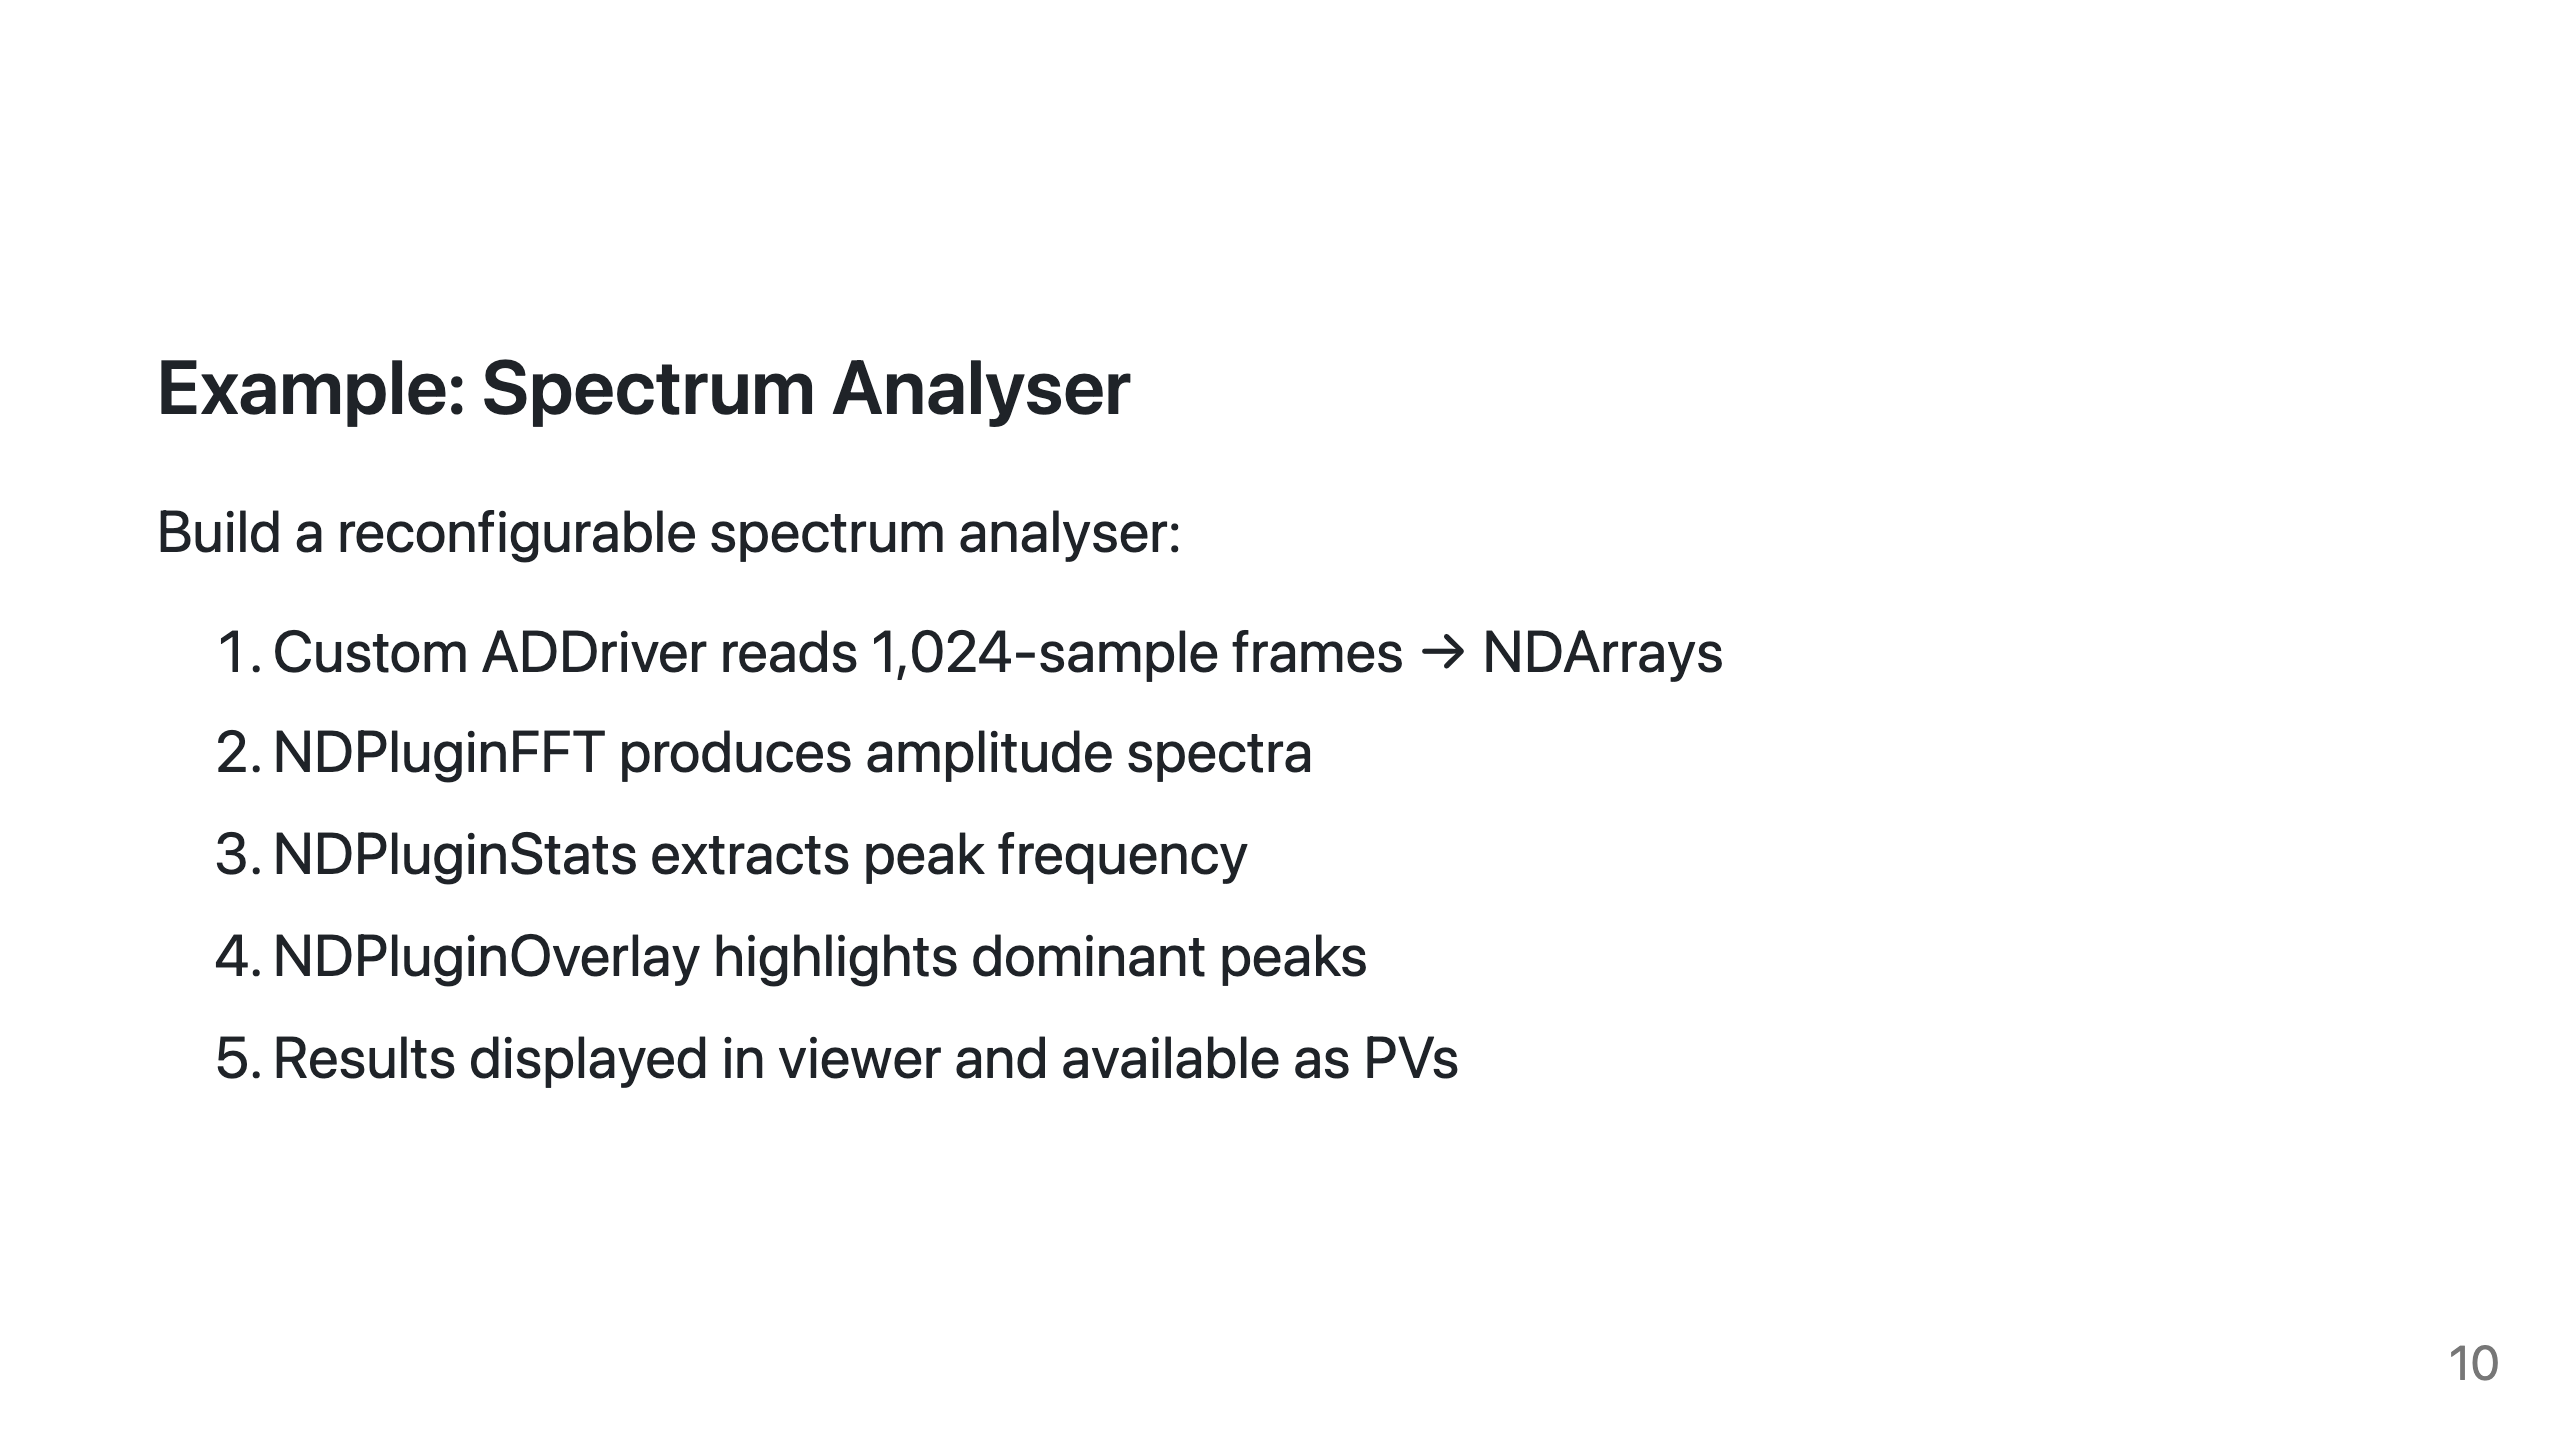 Example: Spectrum Analyser
Build a reconfigurable spectrum analyser:
1. Custom ADDriver reads 1,024-sample frames → NDArrays
2. NDPluginFFT produces amplitude spectra
3. NDPluginStats extracts peak frequency
4. NDPluginOverlay highlights dominant peaks
5. Results displayed in viewer and available as PVs
10